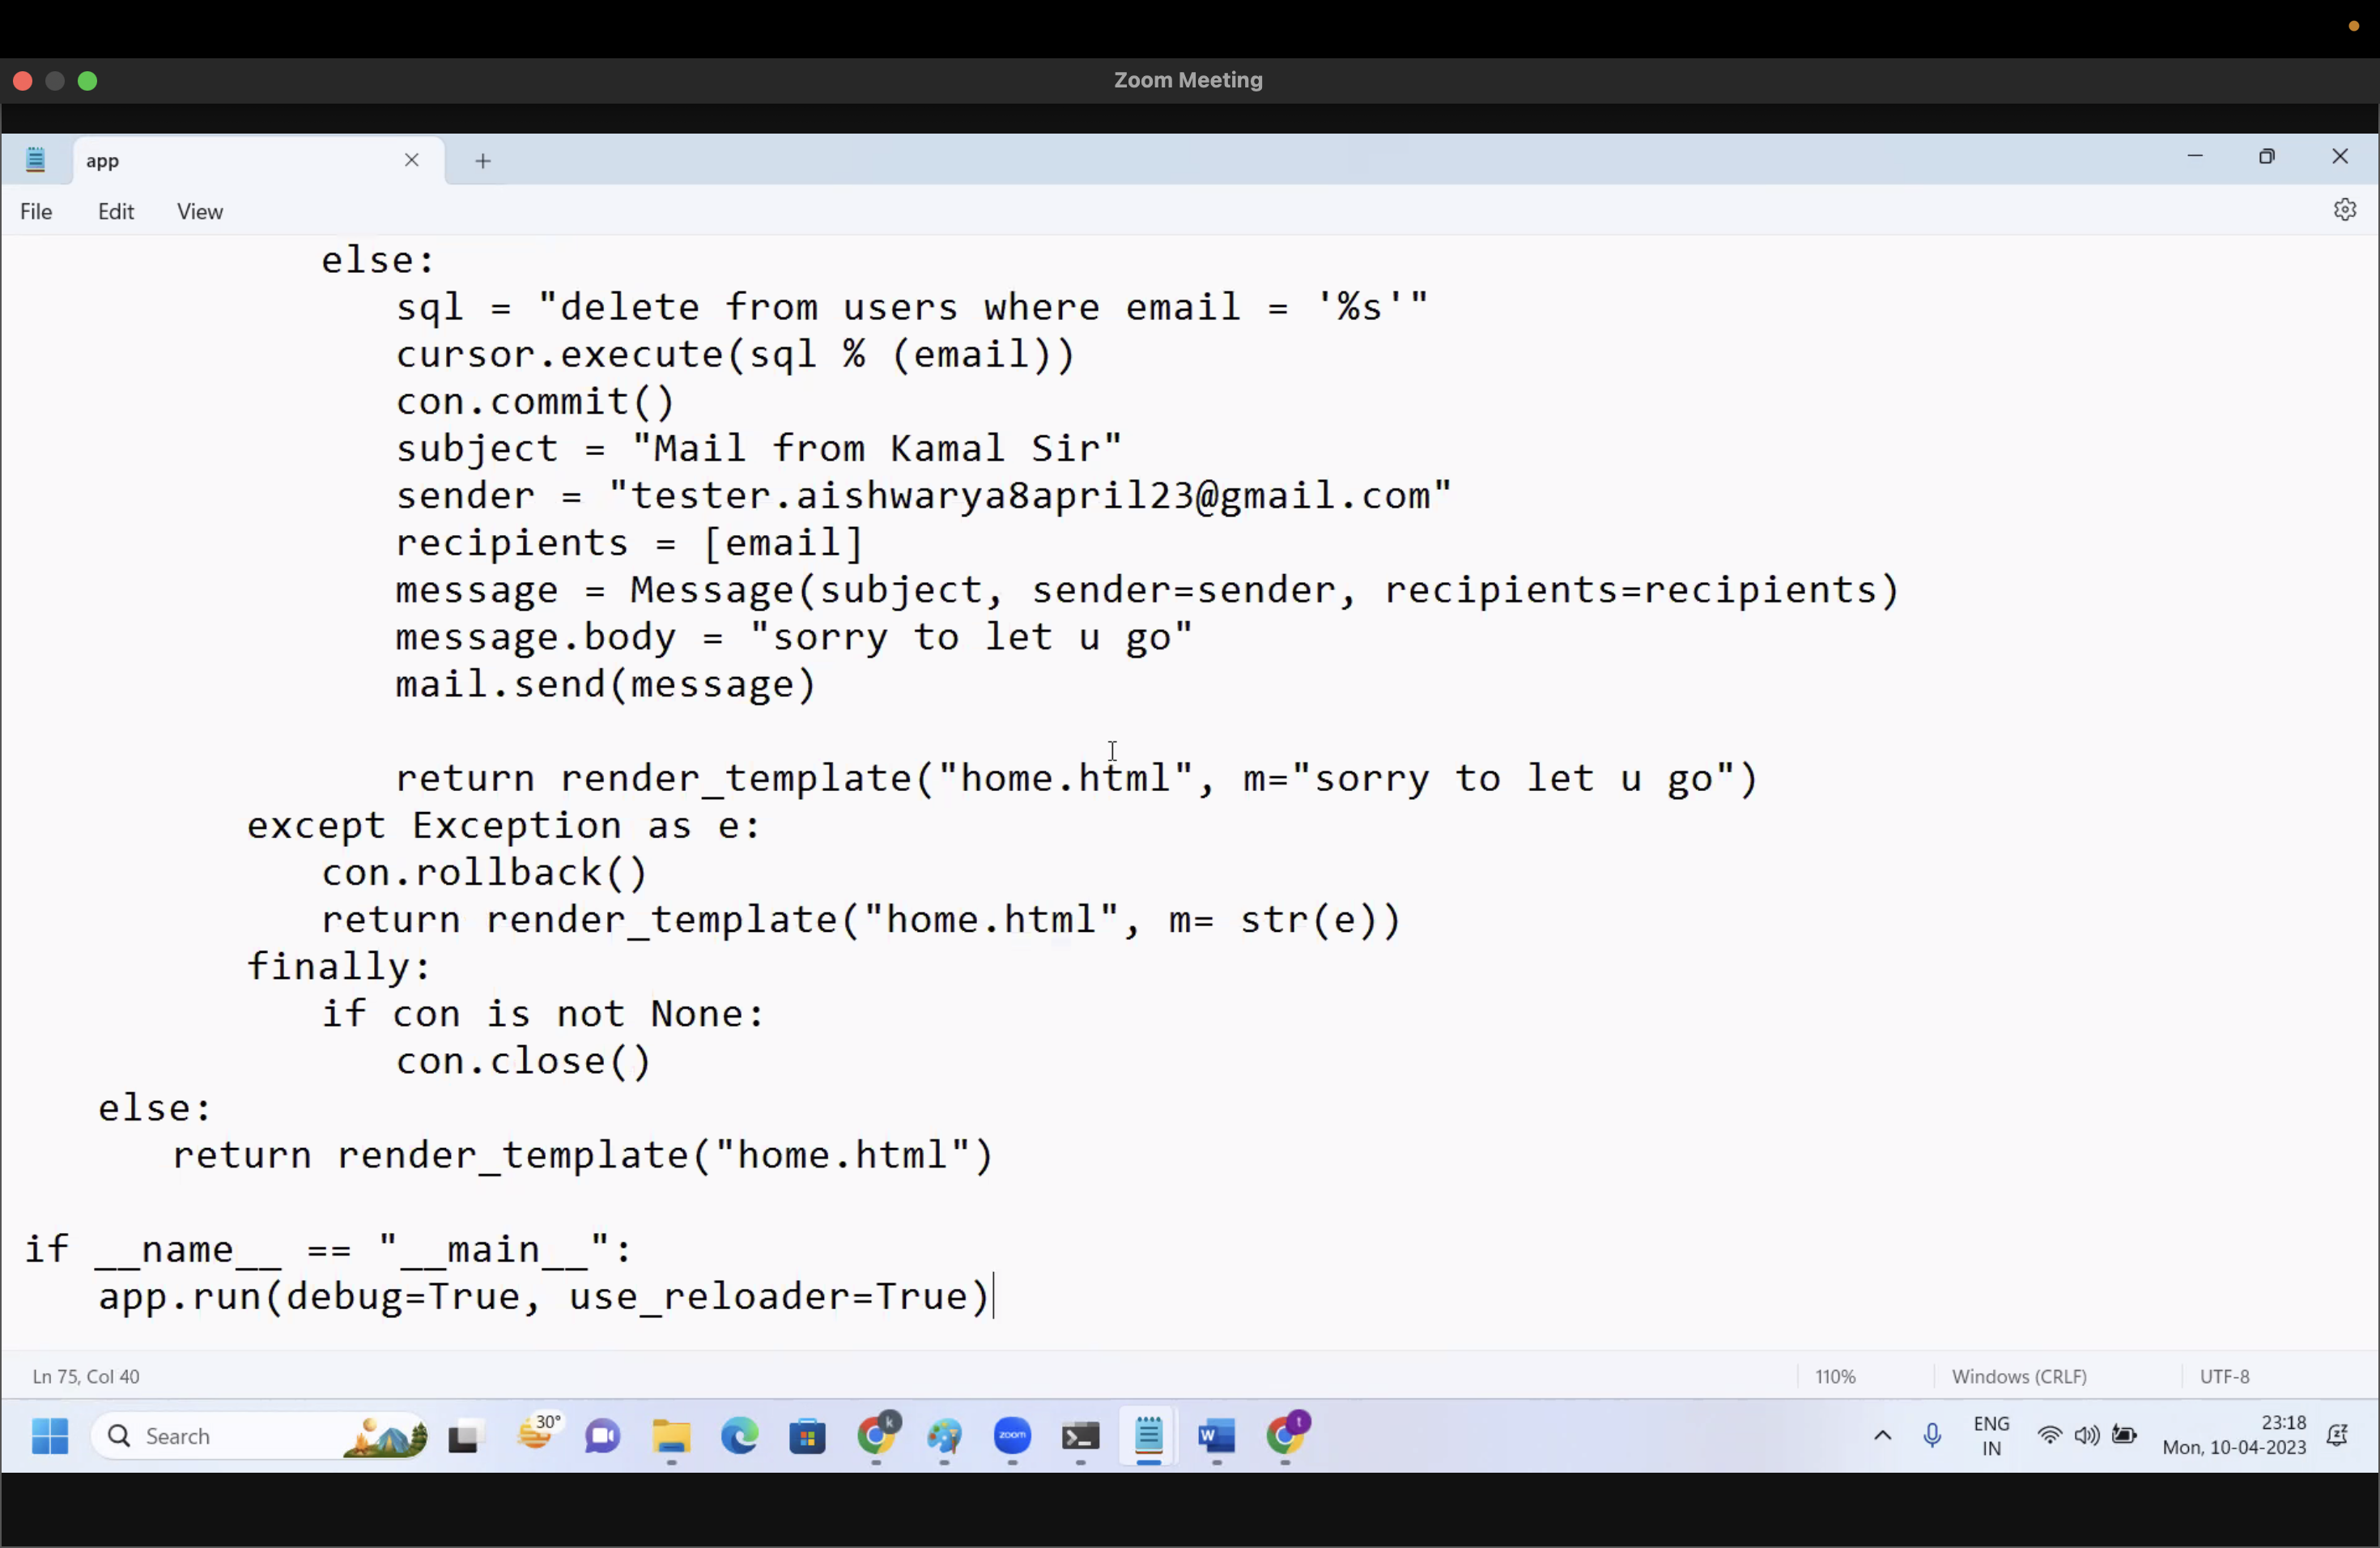 Zoom Meeting
app
File Edit View
else:
sql = "delete from users where email = '%s'"
cursor.execute(sql % (email))
con.commit()
subject = "Mail from Kamal Sir"
sender = "tester.aishwarya8april23@gmail.com"
recipients = [email]
message = Message(subject, sender=sender, recipients=recipients)
message.body = "sorry to let u go"
mail.send(message)
return render_template("home.html", m="sorry to let u go")
except Exception as e:
con.rollback()
return render_template("home.html", m= str(e))
finally:
if con is not None:
con.close()
else:
return render_template("home.html")
if __name__ == "__main__":
app.run(debug=True, use_reloader=True)
Ln 75, Col 40 110% Windows (CRLF) UTF-8
Search 30° k zoom W t ENG 23:18
IN Mon, 10-04-2023